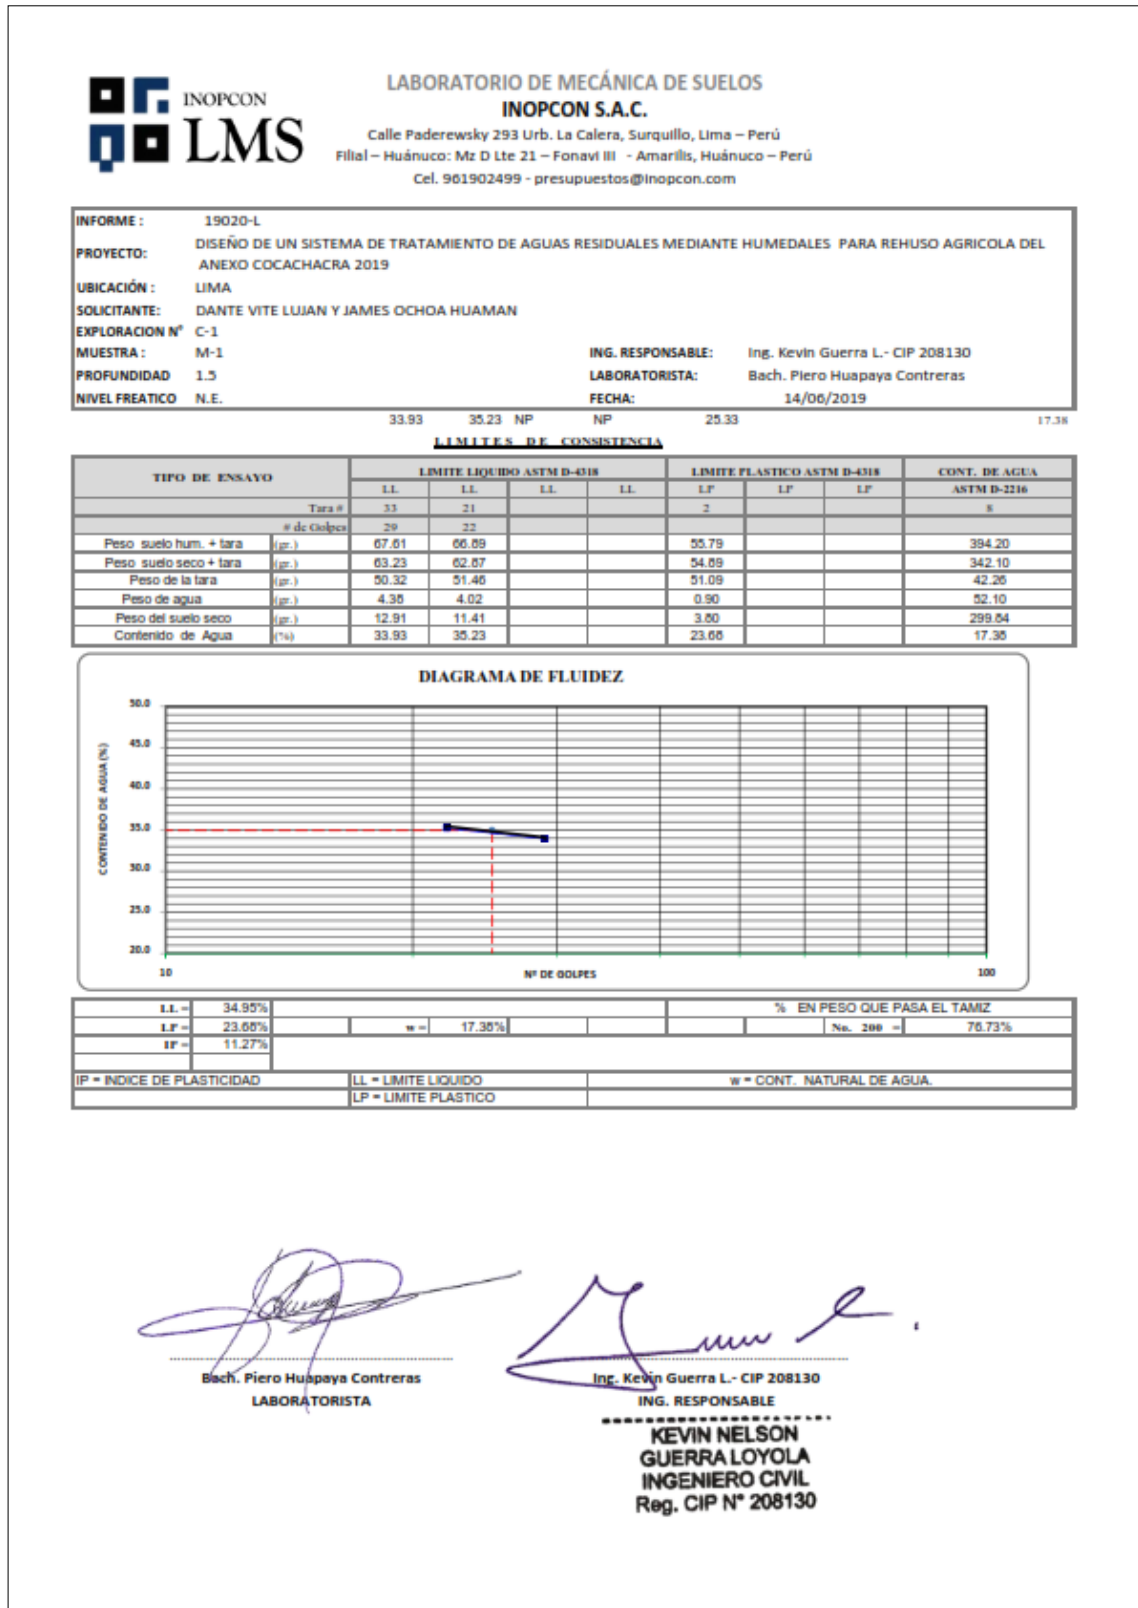 INOPCON
LMS
LABORATORIO DE MECÁNICA DE SUELOS
INOPCON S.A.C.
Calle Paderewsky 293 Urb. La Calera, Surquillo, Lima – Perú
Filial – Huánuco: Mz D Lte 21 – Fonavi III - Amarilis, Huánuco – Perú
Cel. 961902499 - presupuestos@inopcon.com
INFORME : 19020-L
PROYECTO: DISEÑO DE UN SISTEMA DE TRATAMIENTO DE AGUAS RESIDUALES MEDIANTE HUMEDALES PARA REHUSO AGRICOLA DEL
ANEXO COCACHACRA 2019
UBICACIÓN : LIMA
SOLICITANTE: DANTE VITE LUJAN Y JAMES OCHOA HUAMAN
EXPLORACION N° C-1
MUESTRA : M-1 ING. RESPONSABLE: Ing. Kevin Guerra L.- CIP 208130
PROFUNDIDAD 1.5 LABORATORISTA: Bach. Piero Huapaya Contreras
NIVEL FREATICO N.E. FECHA: 14/06/2019
33.93 35.23 NP NP 25.33 17.38
LIMITES DE CONSISTENCIA
TIPO DE ENSAYO LIMITE LIQUIDO ASTM D-4318 LIMITE PLASTICO ASTM D-4318 CONT. DE AGUA
LL LL LL LL LP LP LP ASTM D-2216
Tara # 33 21 2 8
# de Golpes 29 22
Peso suelo hum. + tara (gr.) 67.61 66.89 55.79 394.20
Peso suelo seco + tara (gr.) 63.23 62.87 54.89 342.10
Peso de la tara (gr.) 50.32 51.46 51.09 42.26
Peso de agua (gr.) 4.38 4.02 0.90 52.10
Peso del suelo seco (gr.) 12.91 11.41 3.80 299.84
Contenido de Agua (%) 33.93 35.23 23.68 17.38
DIAGRAMA DE FLUIDEZ
CONTENIDO DE AGUA (%)
50.0
45.0
40.0
35.0
30.0
25.0
20.0
10 Nº DE GOLPES 100
LL = 34.95% % EN PESO QUE PASA EL TAMIZ
LP = 23.68% w = 17.38% No. 200 = 76.73%
IP = 11.27%
IP = INDICE DE PLASTICIDAD LL = LIMITE LIQUIDO w = CONT. NATURAL DE AGUA.
LP = LIMITE PLASTICO
Bach. Piero Huapaya Contreras Ing. Kevin Guerra L.- CIP 208130
LABORATORISTA ING. RESPONSABLE
KEVIN NELSON
GUERRA LOYOLA
INGENIERO CIVIL
Reg. CIP N° 208130